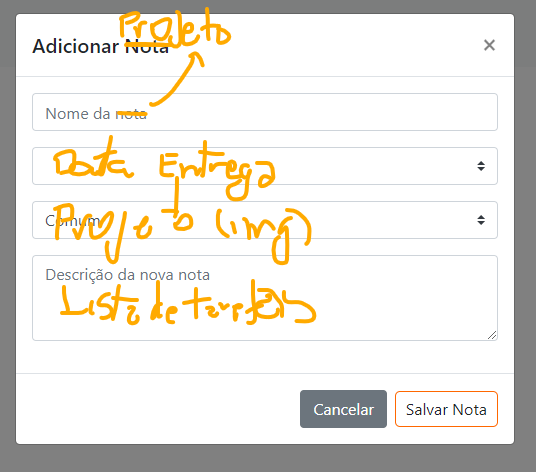 Projeto
Adicionar Nota ×
Nome da nota
Data Entrega
Comum
Projeto (img)
Descrição da nova nota
Lista de tarefas
Cancelar Salvar Nota